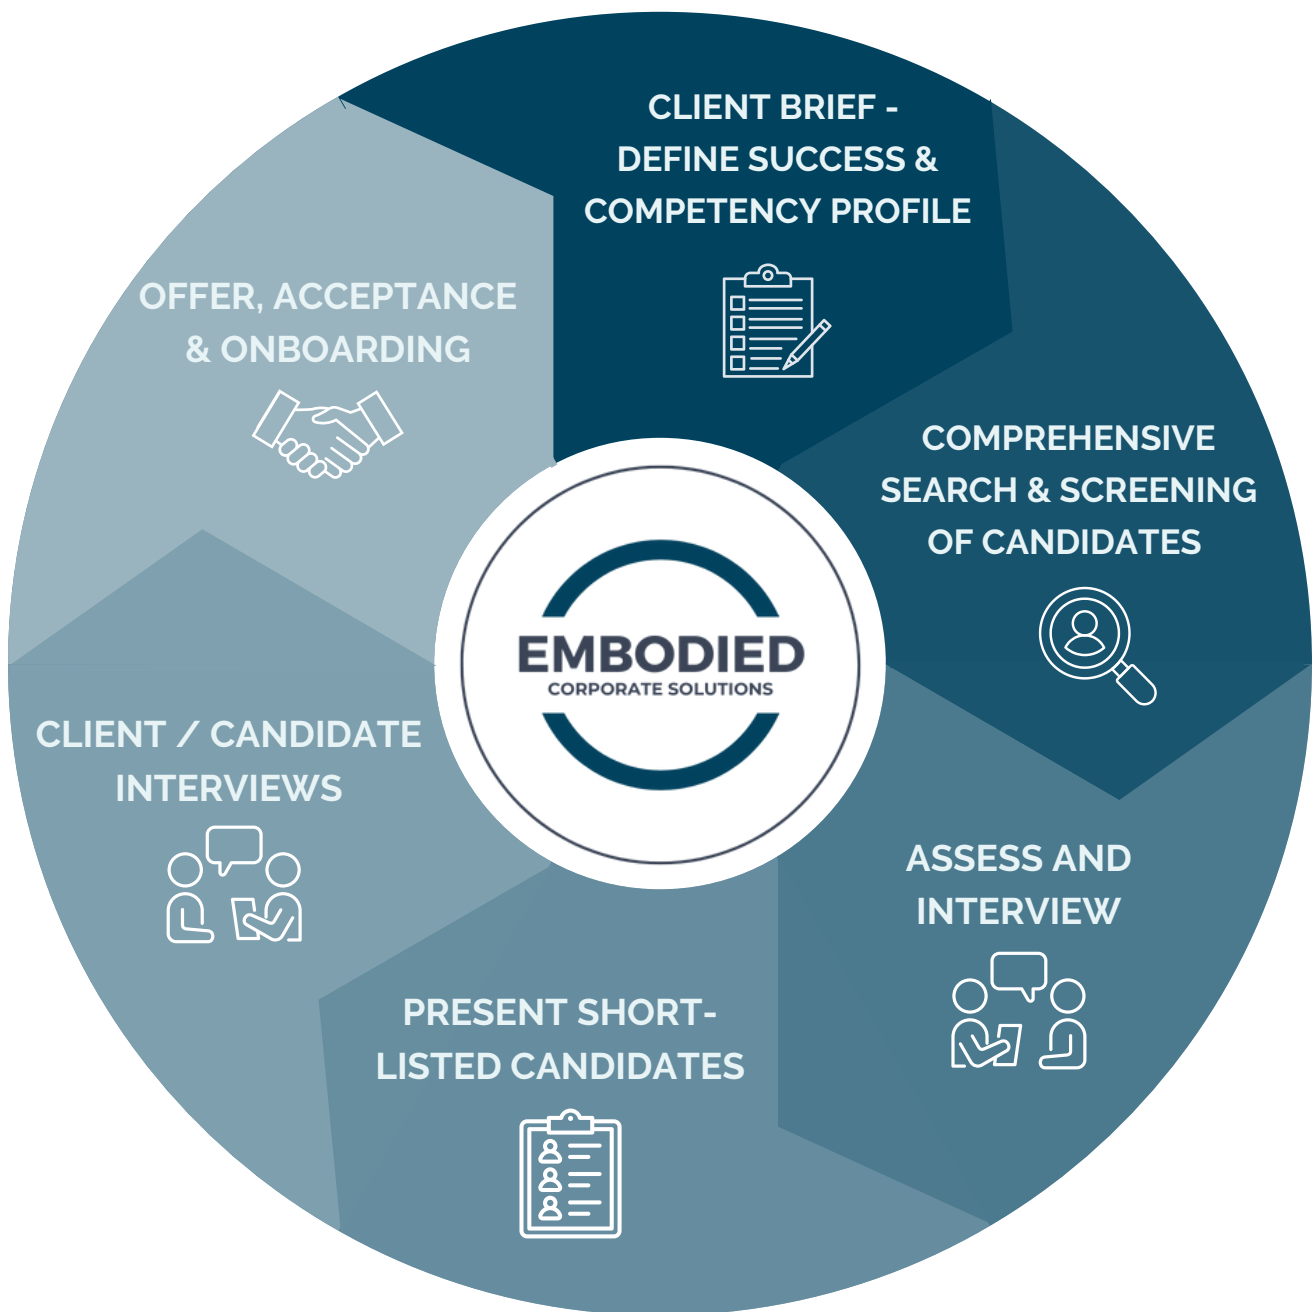 CLIENT BRIEF -
DEFINE SUCCESS &
COMPETENCY PROFILE
COMPREHENSIVE
SEARCH & SCREENING
OF CANDIDATES
ASSESS AND
INTERVIEW
PRESENT SHORT-
LISTED CANDIDATES
CLIENT / CANDIDATE
INTERVIEWS
OFFER, ACCEPTANCE
& ONBOARDING
EMBODIED
CORPORATE SOLUTIONS